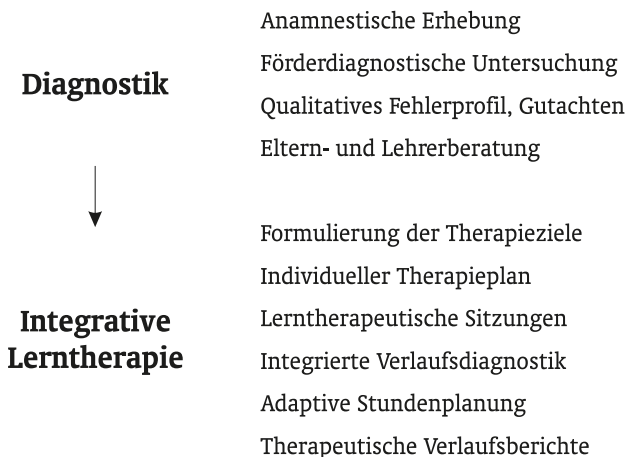 Anamnestische Erhebung
Förderdiagnostische Untersuchung
Diagnostik
Qualitatives Fehlerprofil, Gutachten
Eltern- und Lehrerberatung
Formulierung der Therapieziele
Individueller Therapieplan
Integrative
Lerntherapie
Lerntherapeutische Sitzungen
Integrierte Verlaufsdiagnostik
Adaptive Stundenplanung
Therapeutische Verlaufsberichte